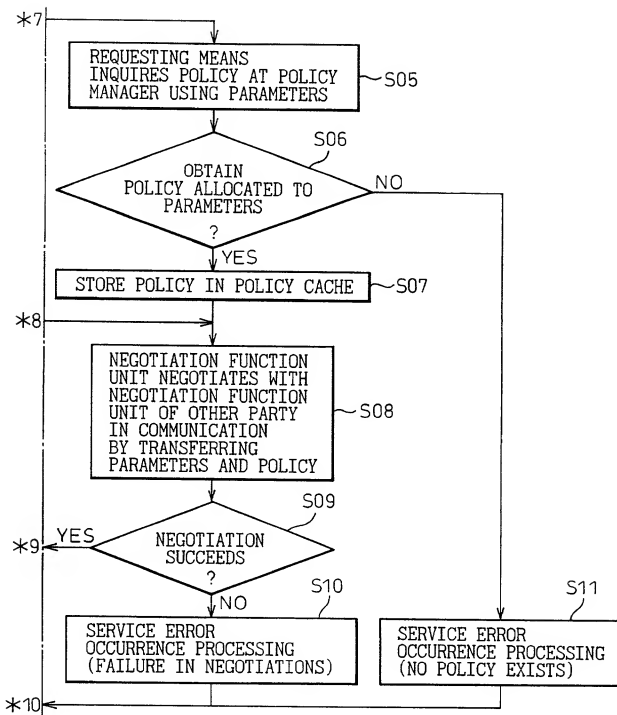 *7
REQUESTING MEANS
INQUIRES POLICY AT POLICY
MANAGER USING PARAMETERS
S05
S06
OBTAIN
POLICY ALLOCATED TO
PARAMETERS
?
NO
YES
STORE POLICY IN POLICY CACHE
S07
*8
NEGOTIATION FUNCTION
UNIT NEGOTIATES WITH
NEGOTIATION FUNCTION
UNIT OF OTHER PARTY
IN COMMUNICATION
BY TRANSFERRING
PARAMETERS AND POLICY
S08
S09
*9
YES
NEGOTIATION
SUCCEEDS
?
NO
S10
SERVICE ERROR
OCCURRENCE PROCESSING
(FAILURE IN NEGOTIATIONS)
S11
SERVICE ERROR
OCCURRENCE PROCESSING
(NO POLICY EXISTS)
*10